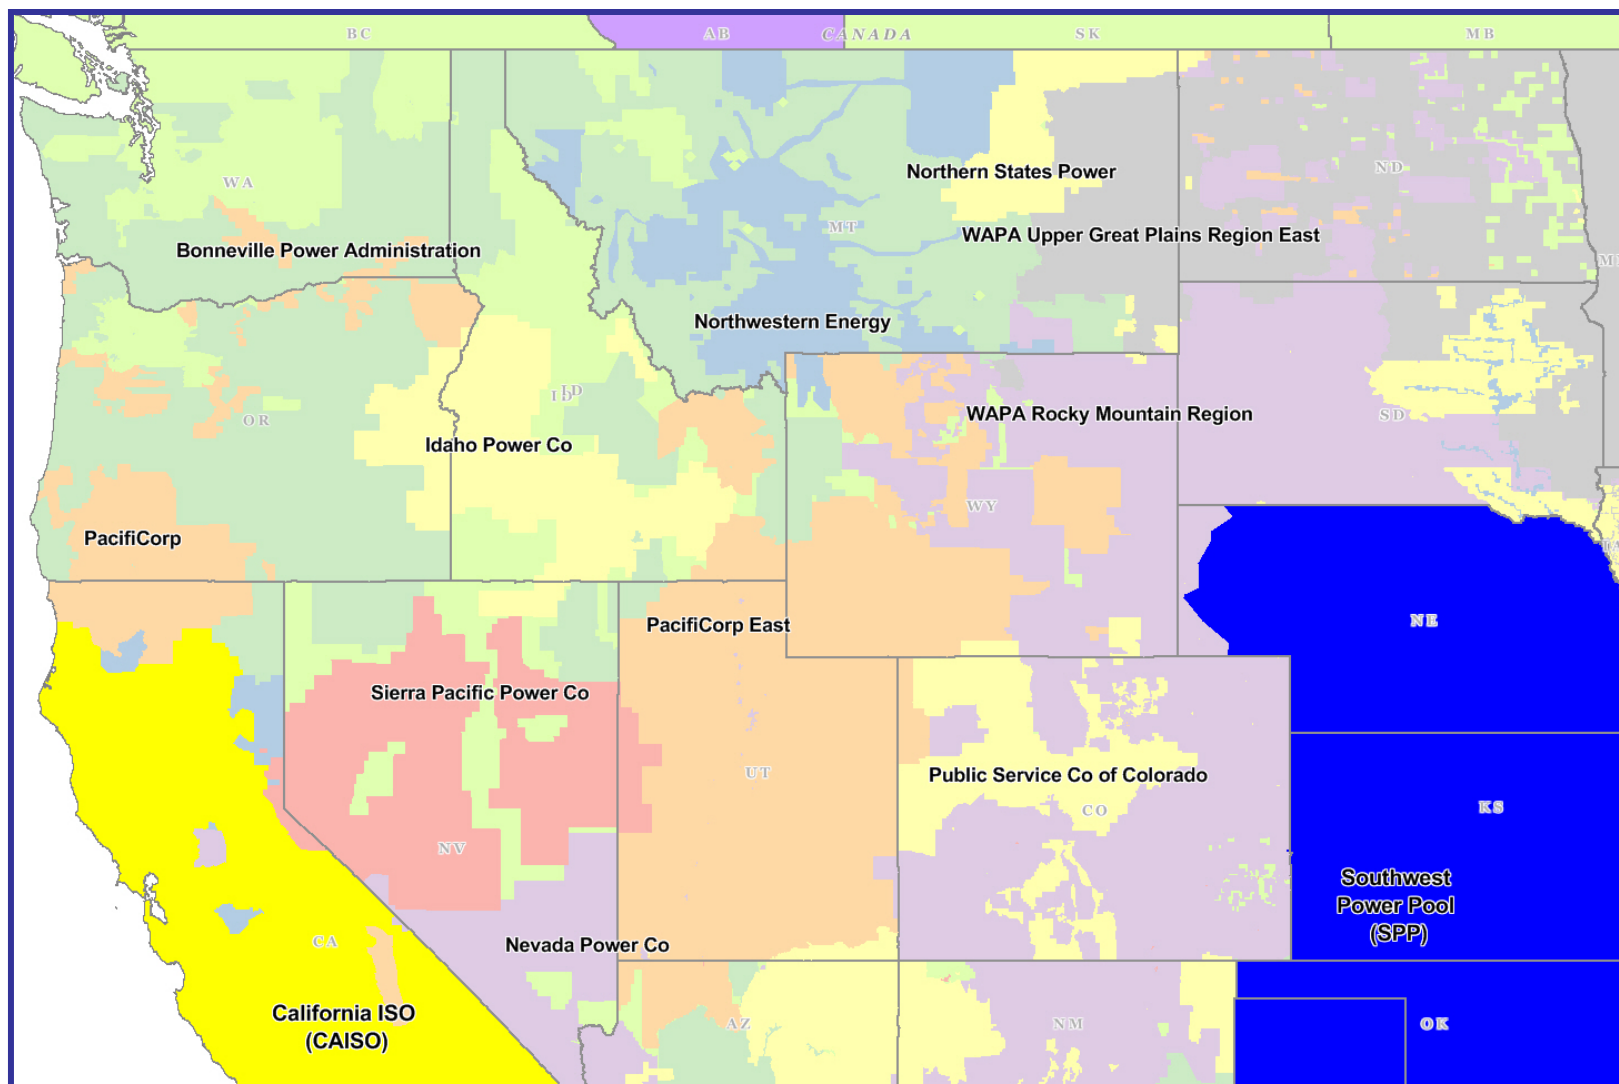 BC
AB
CANADA
SK
MB
WA
ND
Northern States Power
MT
WAPA Upper Great Plains Region East
Bonneville Power Administration
Northwestern Energy
ID
ID
OR
WAPA Rocky Mountain Region
SD
Idaho Power Co
WY
PacifiCorp
NE
PacifiCorp East
Sierra Pacific Power Co
UT
Public Service Co of Colorado
CO
KS
NV
Southwest
Power Pool
(SPP)
CA
Nevada Power Co
California ISO
(CAISO)
AZ
NM
OK